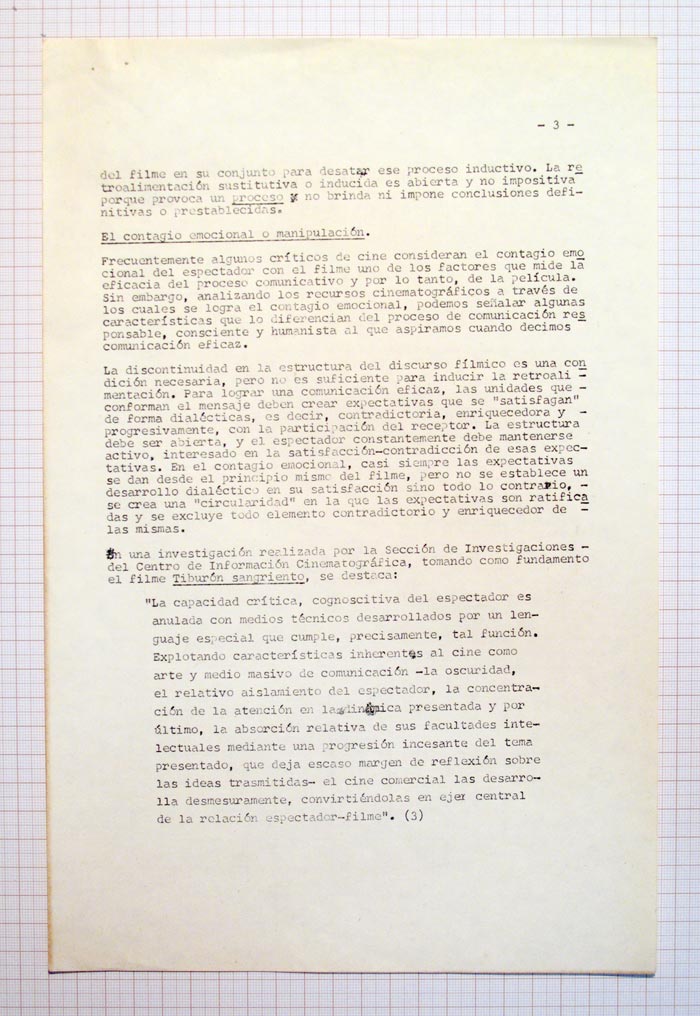 - 3 -
del filme en su conjunto para desatar ese proceso inductivo. La re
troalimentación sustitutiva o inducida es abierta y no impositiva
porque provoca un proceso y no brinda ni impone conclusiones defi-
nitivas o prestablecidas.
El contagio emocional o manipulación.
Frecuentemente algunos críticos de cine consideran el contagio emo
cional del espectador con el filme uno de los factores que mide la
eficacia del proceso comunicativo y por lo tanto, de la película.
Sin embargo, analizando los recursos cinematográficos a través de
los cuales se logra el contagio emocional, podemos señalar algunas
características que lo diferencian del proceso de comunicación res
ponsable, consciente y humanista al que aspiramos cuando decimos
comunicación eficaz.
La discontinuidad en la estructura del discurso fílmico es una con
dición necesaria, pero no es suficiente para inducir la retroali -
mentación. Para lograr una comunicación eficaz, las unidades que -
conforman el mensaje deben crear expectativas que se "satisfagan"
de forma dialécticas, es decir, contradictoria, enriquecedora y -
progresivamente, con la participación del receptor. La estructura
debe ser abierta, y el espectador constantemente debe mantenerse
activo, interesado en la satisfacción-contradicción de esas expec-
tativas. En el contagio emocional, casi siempre las expectativas
se dan desde el principio mismo del filme, pero no se establece un
desarrollo dialéctico en su satisfacción sino todo lo contrario, -
se crea una "circularidad" en la que las expectativas son ratifica
das y se excluye todo elemento contradictorio y enriquecedor de -
las mismas.
En una investigación realizada por la Sección de Investigaciones -
del Centro de Información Cinematográfica, tomando como fundamento
el filme Tiburón sangriento, se destaca:
"La capacidad crítica, cognoscitiva del espectador es
anulada con medios técnicos desarrollados por un len-
guaje especial que cumple, precisamente, tal función.
Explotando características inherentes al cine como
arte y medio masivo de comunicación -la oscuridad,
el relativo aislamiento del espectador, la concentra-
ción de la atención en la dinámica presentada y por
último, la absorción relativa de sus facultades inte-
lectuales mediante una progresión incesante del tema
presentado, que deja escaso margen de reflexión sobre
las ideas trasmitidas- el cine comercial las desarro-
lla desmesuramente, convirtiéndolas en ejer central
de la relación espectador-filme". (3)